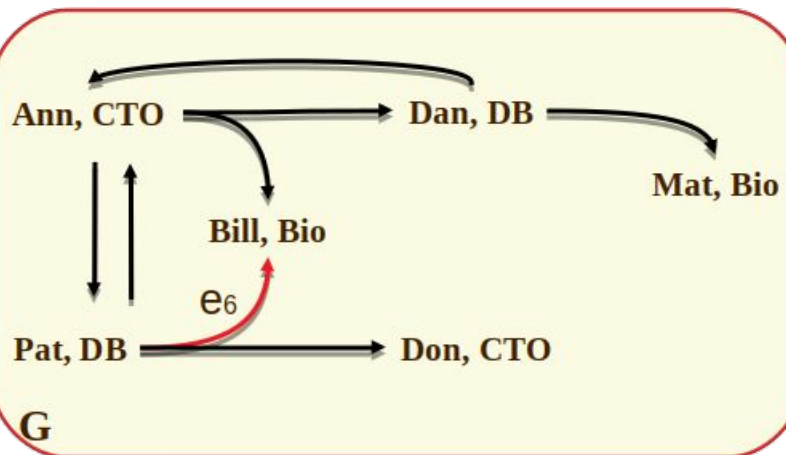 Ann, CTO
Dan, DB
Mat, Bio
Bill, Bio
e6
Pat, DB
Don, CTO
G